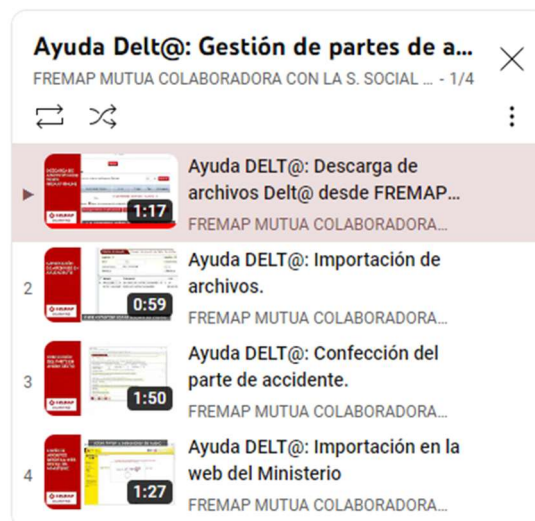 Ayuda Delt@: Gestión de partes de a...
FREMAP MUTUA COLABORADORA CON LA S. SOCIAL ... - 1/4
1:17
Ayuda DELT@: Descarga de
archivos Delt@ desde FREMAP...
FREMAP MUTUA COLABORADORA...
2
0:59
Ayuda DELT@: Importación de
archivos.
FREMAP MUTUA COLABORADORA...
3
1:50
Ayuda DELT@: Confección del
parte de accidente.
FREMAP MUTUA COLABORADORA...
4
1:27
Ayuda DELT@: Importación en la
web del Ministerio
FREMAP MUTUA COLABORADORA...